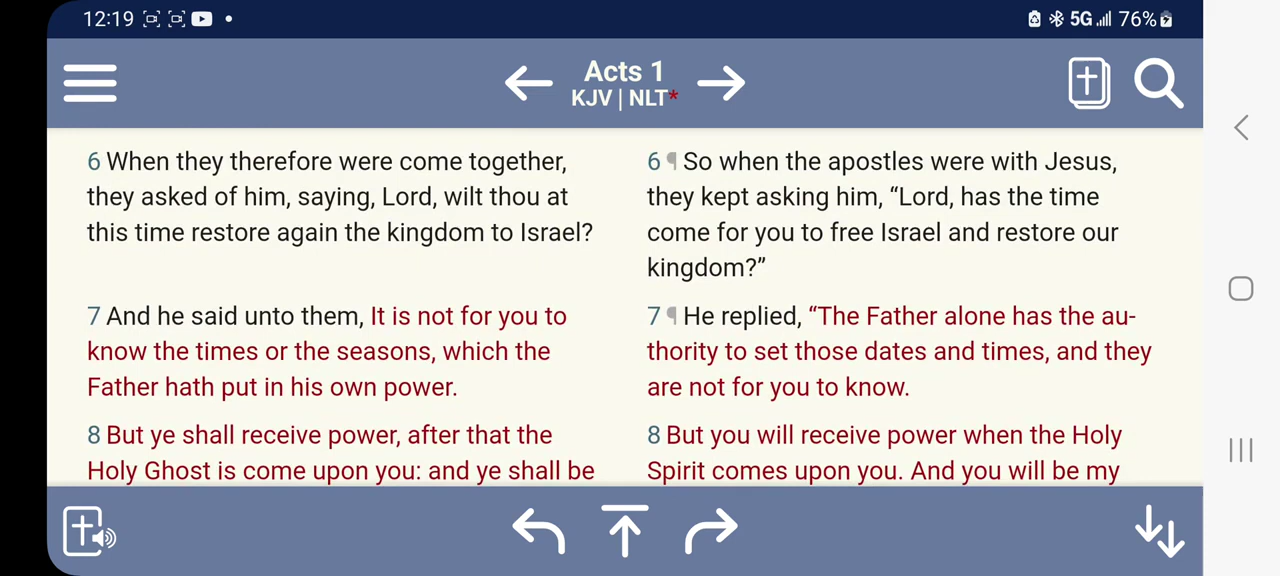 12:19
5G 76%
Acts 1
KJV | NLT*
6 When they therefore were come together,
they asked of him, saying, Lord, wilt thou at
this time restore again the kingdom to Israel?
7 And he said unto them, It is not for you to
know the times or the seasons, which the
Father hath put in his own power.
8 But ye shall receive power, after that the
Holy Ghost is come upon you: and ye shall be
6 ¶ So when the apostles were with Jesus,
they kept asking him, “Lord, has the time
come for you to free Israel and restore our
kingdom?”
7 ¶ He replied, “The Father alone has the au-
thority to set those dates and times, and they
are not for you to know.
8 But you will receive power when the Holy
Spirit comes upon you. And you will be my